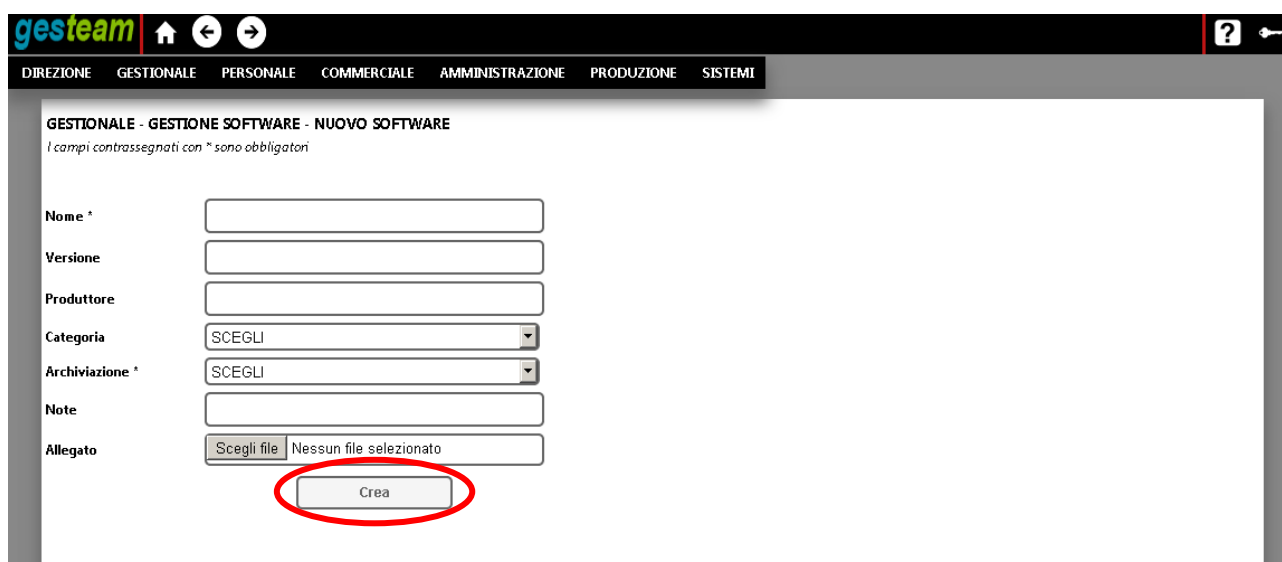 gesteam
?
DIREZIONE GESTIONALE PERSONALE COMMERCIALE AMMINISTRAZIONE PRODUZIONE SISTEMI
GESTIONALE - GESTIONE SOFTWARE - NUOVO SOFTWARE
I campi contrassegnati con * sono obbligatori
Nome *
Versione
Produttore
Categoria SCEGLI
Archiviazione * SCEGLI
Note
Allegato Scegli file Nessun file selezionato
Crea